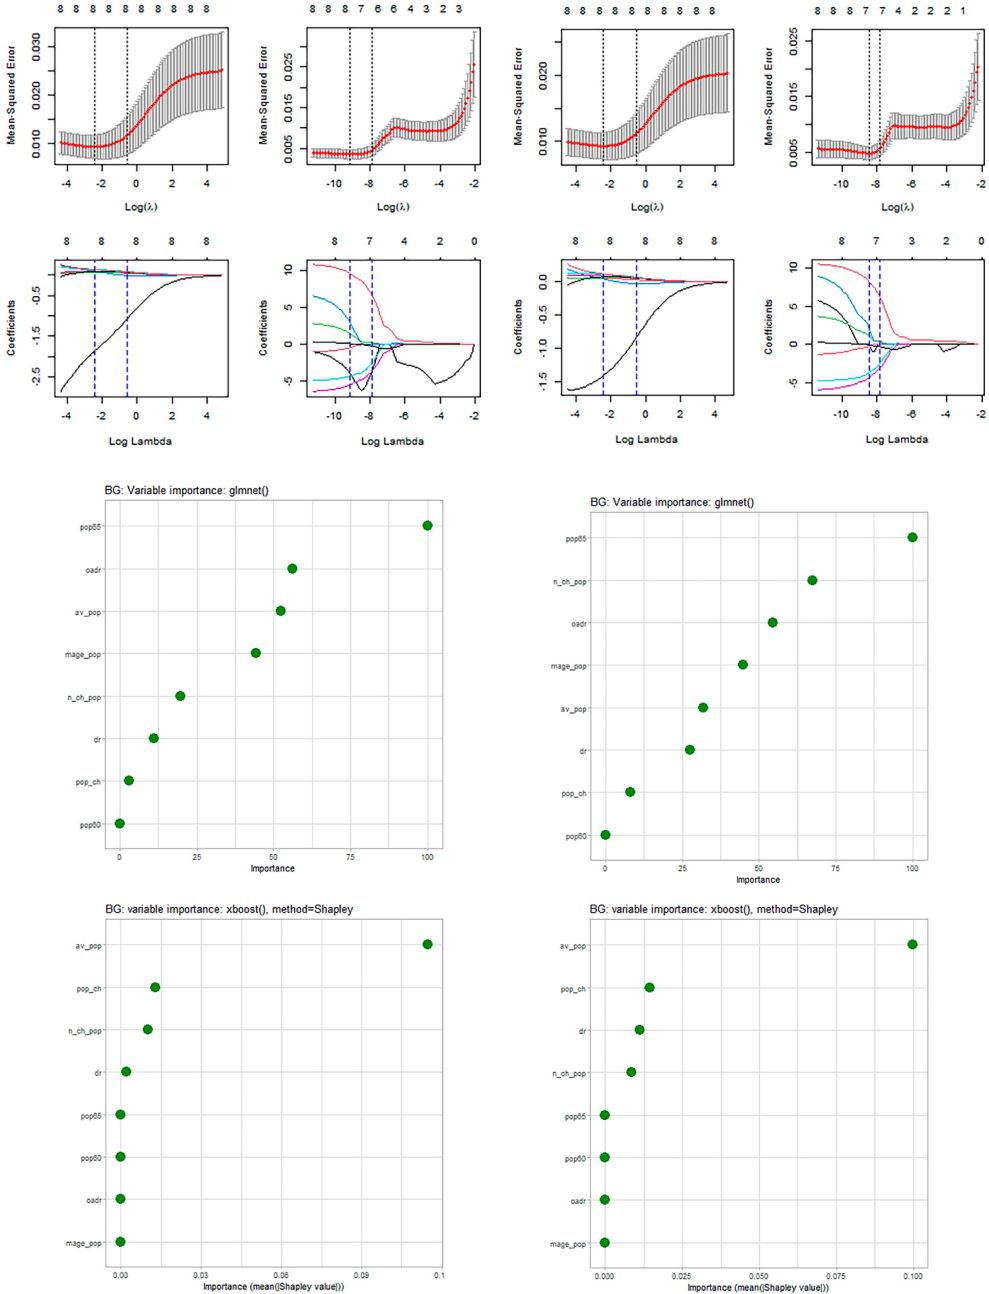 8 8 8 8 8 8 8 8 8
Mean-Squared Error
0.010 0.020 0.030
-4 -2 0 2 4
Log(λ)
8 8 8 7 6 6 4 3 2 3
Mean-Squared Error
0.005 0.015 0.025
-10 -8 -6 -4 -2
Log(λ)
8 8 8 8 8 8 8 8 8
Mean-Squared Error
0.010 0.020
-4 -2 0 2 4
Log(λ)
8 8 8 7 7 4 2 2 2 1
Mean-Squared Error
0.005 0.015 0.025
-10 -8 -6 -4 -2
Log(λ)
8 8 8 8 8
Coefficients
-2.5 -1.5 -0.5
-4 -2 0 2 4
Log Lambda
8 7 4 2 0
Coefficients
-5 0 5 10
-10 -8 -6 -4 -2
Log Lambda
8 8 8 8 8
Coefficients
-1.5 -1.0 -0.5 0.0
-4 -2 0 2 4
Log Lambda
8 7 3 2 0
Coefficients
-5 0 5 10
-10 -8 -6 -4 -2
Log Lambda
BG: Variable importance: glmnet()
pop65
oadr
av_pop
mage_pop
n_ch_pop
dr
pop_ch
pop80
0 25 50 75 100
Importance
BG: Variable importance: glmnet()
pop65
n_ch_pop
oadr
mage_pop
av_pop
dr
pop_ch
pop80
0 25 50 75 100
Importance
BG: variable importance: xboost(), method=Shapley
av_pop
pop_ch
n_ch_pop
dr
pop65
pop80
oadr
mage_pop
0.00 0.03 0.06 0.09 0.1
Importance (mean(|Shapley value|))
BG: variable importance: xboost(), method=Shapley
av_pop
pop_ch
dr
n_ch_pop
pop65
pop80
oadr
mage_pop
0.000 0.025 0.050 0.075 0.100
Importance (mean(|Shapley value|))